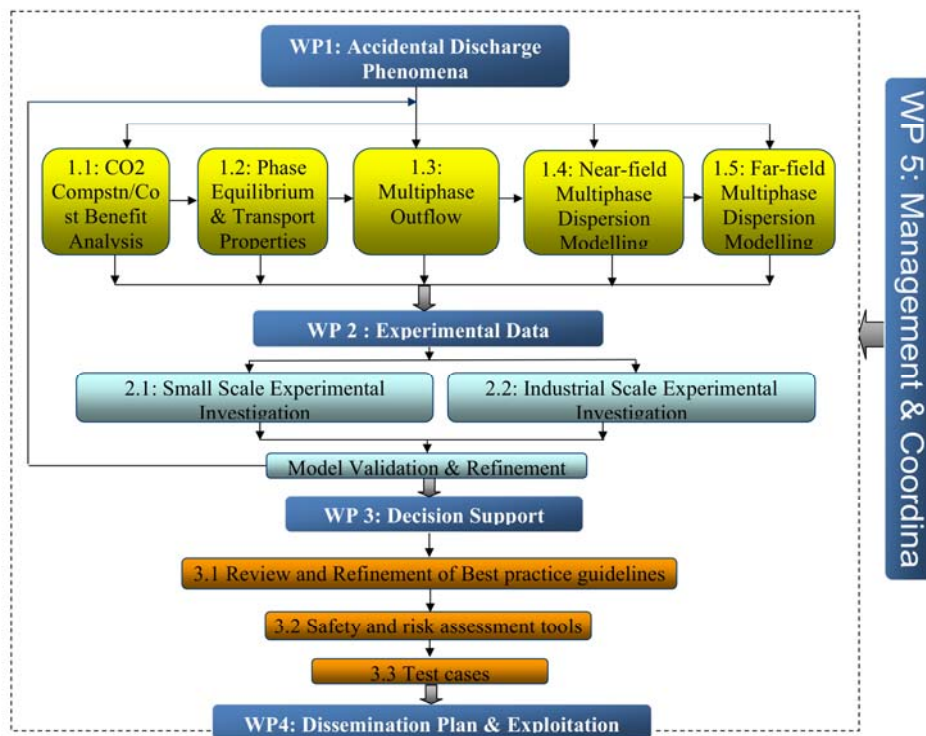 WP1: Accidental Discharge
Phenomena
1.1: CO2
Compstn/Co
st Benefit
Analysis
1.2: Phase
Equilibrium
& Transport
Properties
1.3:
Multiphase
Outflow
1.4: Near-field
Multiphase
Dispersion
Modelling
1.5: Far-field
Multiphase
Dispersion
Modelling
WP 2 : Experimental Data
2.1: Small Scale Experimental
Investigation
2.2: Industrial Scale Experimental
Investigation
Model Validation & Refinement
WP 3: Decision Support
3.1 Review and Refinement of Best practice guidelines
3.2 Safety and risk assessment tools
3.3 Test cases
WP4: Dissemination Plan & Exploitation
WP 5: Management & Coordina